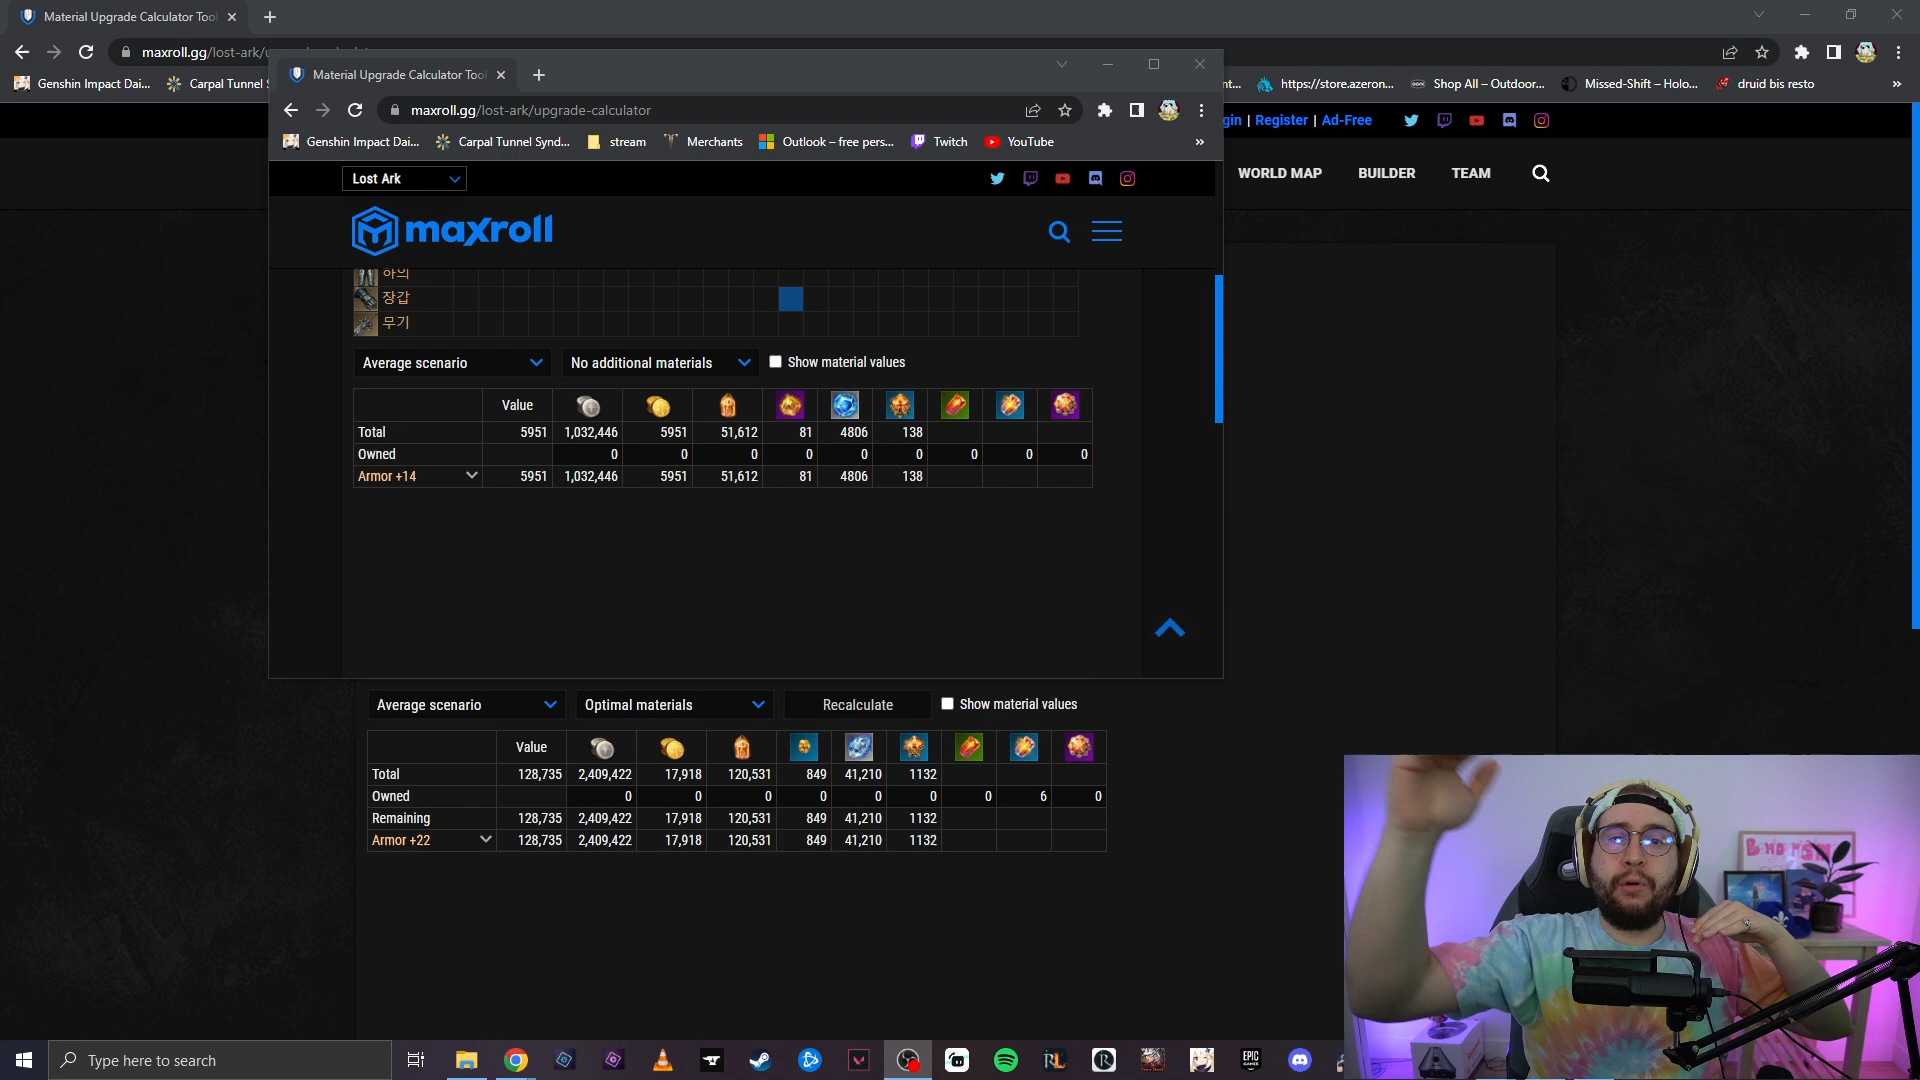 Material Upgrade Calculator Tool
maxroll.gg/lost-ark/u
Genshin Impact Dai...
Carpal Tunnel S
nt...
https://store.azeron...
Shop All – Outdoor...
Missed-Shift – Holo...
druid bis resto
»
gin | Register | Ad-Free
WORLD MAP
BUILDER
TEAM
Material Upgrade Calculator Tool
maxroll.gg/lost-ark/upgrade-calculator
Genshin Impact Dai...
Carpal Tunnel Synd...
stream
Merchants
Outlook – free pers...
Twitch
YouTube
»
Lost Ark
maxroll
하의
장갑
무기
Average scenario
No additional materials
Show material values
Value
Total 5951 1,032,446 5951 51,612 81 4806 138
Owned 0 0 0 0 0 0 0 0 0
Armor +14 5951 1,032,446 5951 51,612 81 4806 138
Average scenario
Optimal materials
Recalculate
Show material values
Value
Total 128,735 2,409,422 17,918 120,531 849 41,210 1132
Owned 0 0 0 0 0 0 0 6 0
Remaining 128,735 2,409,422 17,918 120,531 849 41,210 1132
Armor +22 128,735 2,409,422 17,918 120,531 849 41,210 1132
Type here to search
RL
R
EPIC
GAMES